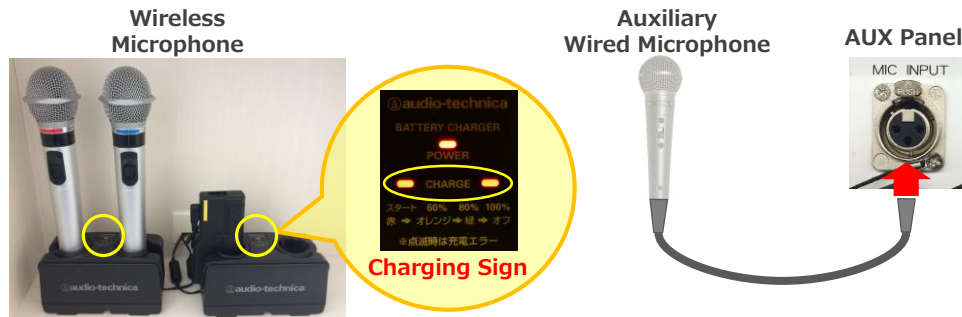 Wireless
Microphone
audio-technica
audio-technica
audio-technica
BATTERY CHARGER
POWER
CHARGE
スタート 60% 80% 100%
赤 ➔ オレンジ ➔ 緑 ➔ オフ
※点滅時は充電エラー
Charging Sign
Auxiliary
Wired Microphone
AUX Panel
MIC INPUT
PUSH